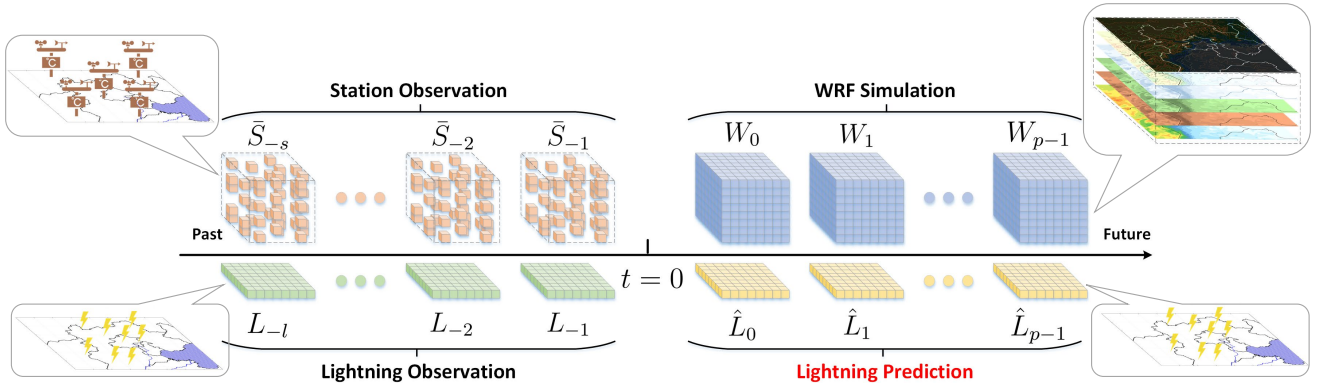 ℃ ℃
℃
℃ ℃
Station Observation
WRF Simulation
S̄₋ₛ S̄₋₂ S̄₋₁
W₀ W₁ Wₚ₋₁
Past
Future
t = 0
L₋ₗ L₋₂ L₋₁
L̂₀ L̂₁ L̂ₚ₋₁
Lightning Observation
Lightning Prediction